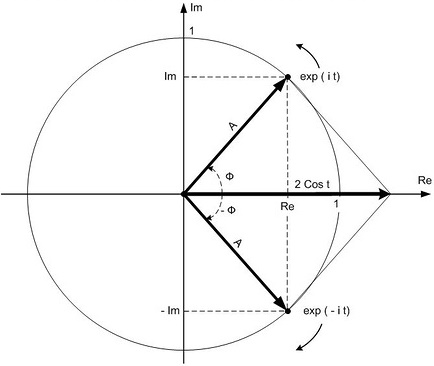 Im
1
Im
exp ( i t)
A
Φ
2 Cos t
Re
Re
1
- Φ
A
- Im
exp ( - i t)